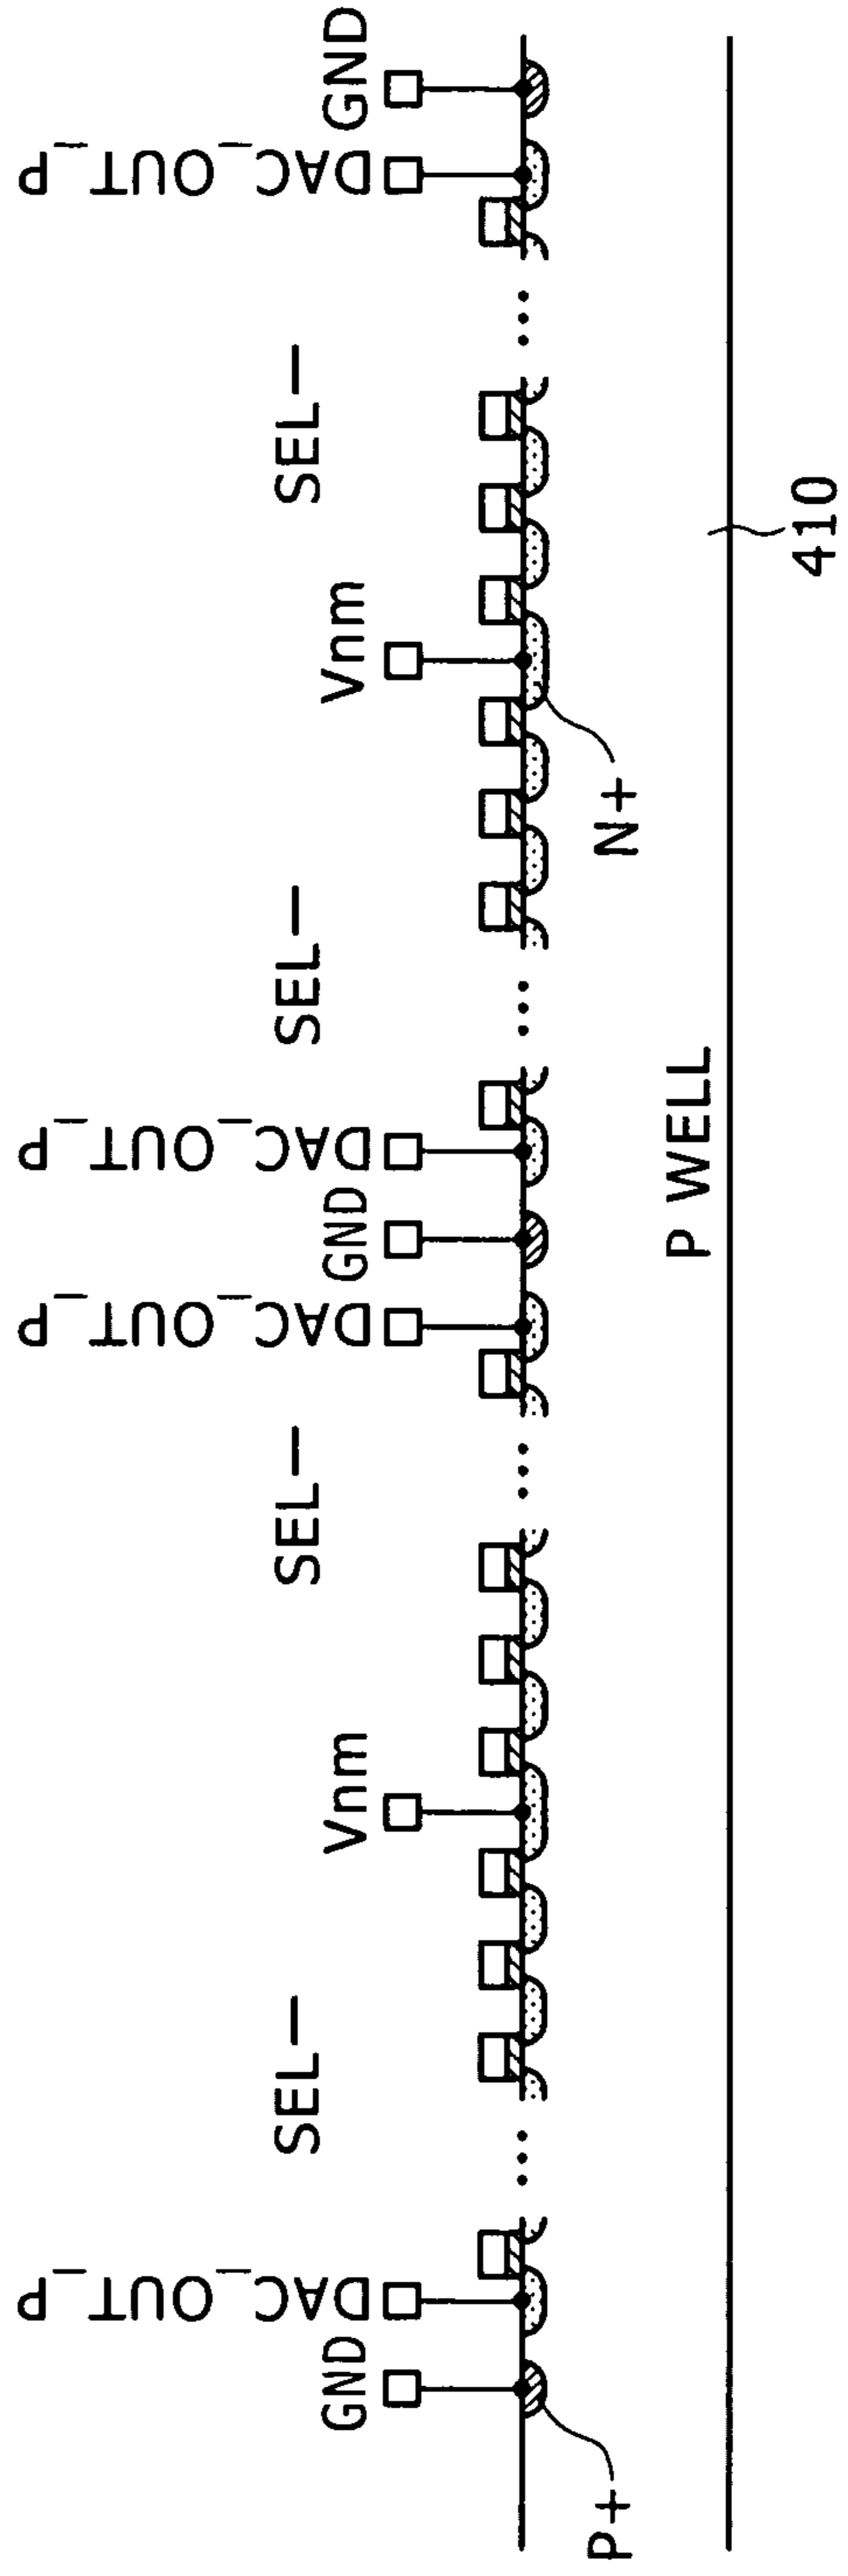 GND
DAC_OUT_P
SEL—
Vnm
SEL—
DAC_OUT_P
GND
DAC_OUT_P
SEL—
Vnm
SEL—
DAC_OUT_P
GND
P+
N+
P WELL
410